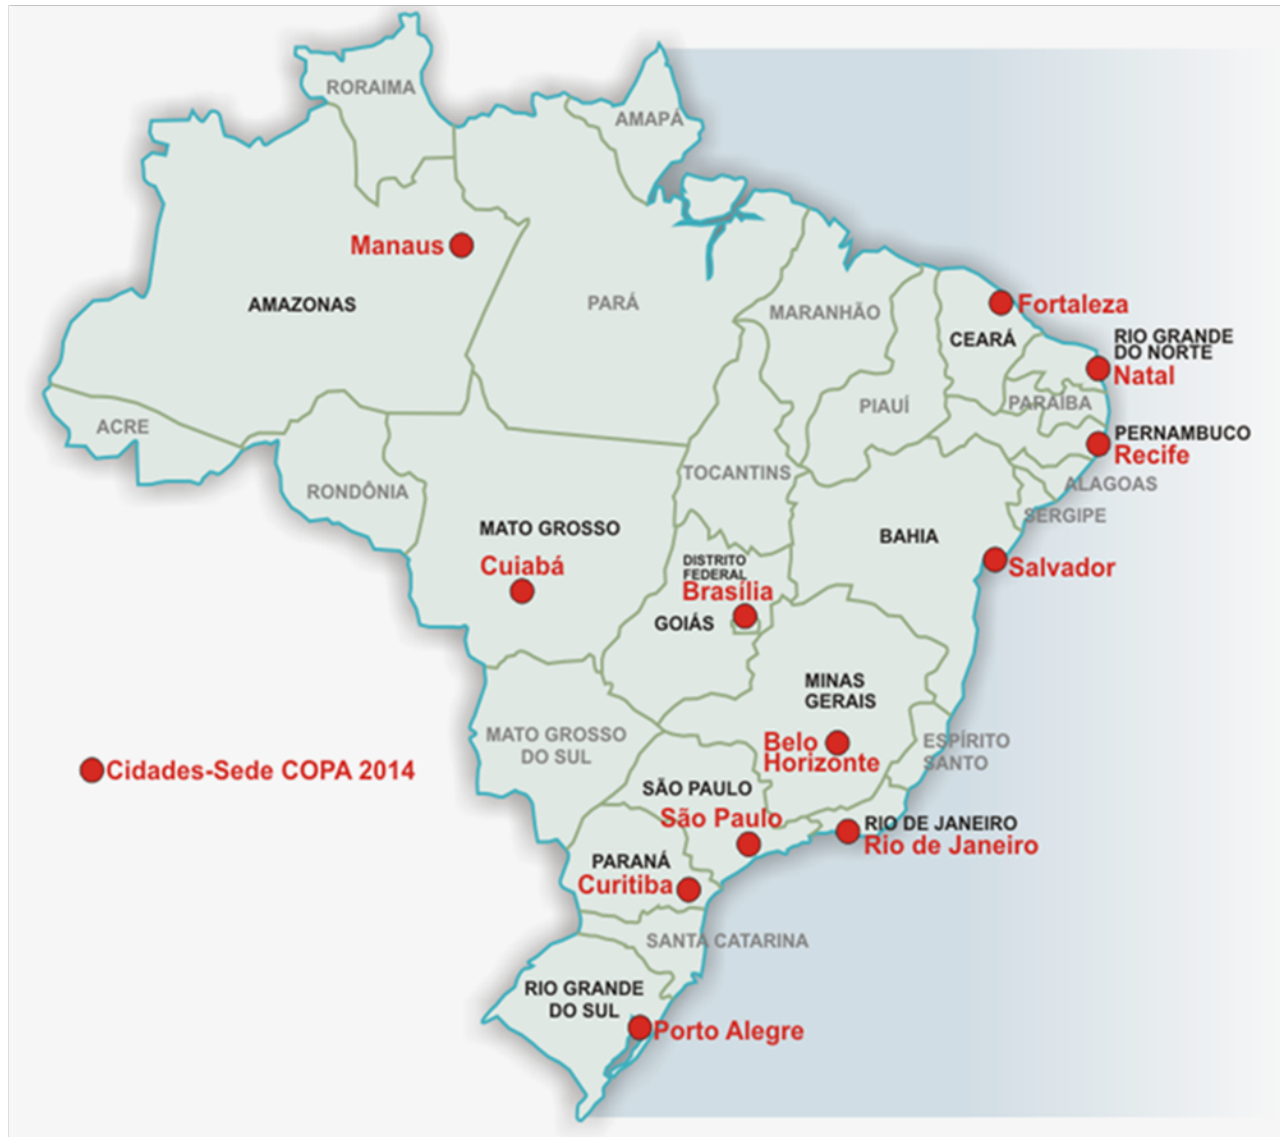 RORAIMA
AMAPÁ
Manaus
AMAZONAS
PARÁ
MARANHÃO
Fortaleza
CEARÁ
RIO GRANDE
DO NORTE
Natal
PIAUÍ
PARAÍBA
ACRE
PERNAMBUCO
Recife
TOCANTINS
ALAGOAS
RONDÔNIA
SERGIPE
MATO GROSSO
BAHIA
Cuiabá
DISTRITO
FEDERAL
Brasília
Salvador
GOIÁS
MINAS
GERAIS
MATO GROSSO
DO SUL
Belo
Horizonte
ESPÍRITO
SANTO
Cidades-Sede COPA 2014
SÃO PAULO
São Paulo
RIO DE JANEIRO
Rio de Janeiro
PARANÁ
Curitiba
SANTA CATARINA
RIO GRANDE
DO SUL
Porto Alegre